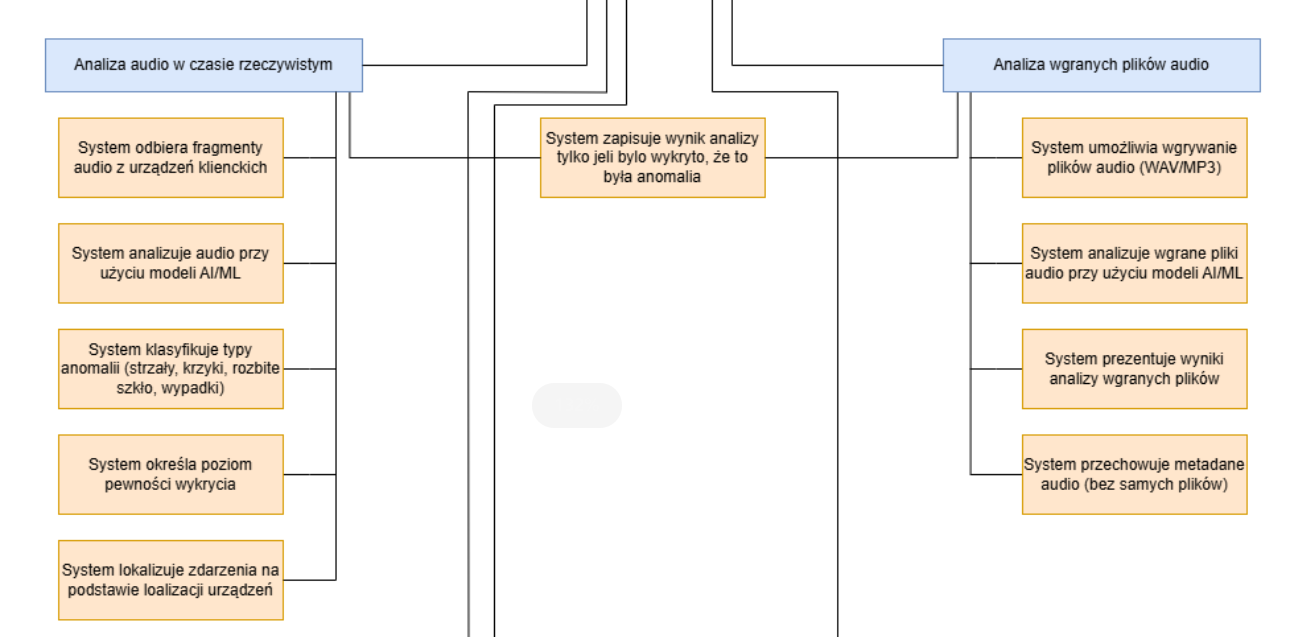 Analiza audio w czasie rzeczywistym
Analiza wgranych plików audio
System odbiera fragmenty
audio z urządzeń klienckich
System zapisuje wynik analizy
tylko jeli bylo wykryto, że to
była anomalia
System umożliwia wgrywanie
plików audio (WAV/MP3)
System analizuje audio przy
użyciu modeli AI/ML
System analizuje wgrane pliki
audio przy użyciu modeli AI/ML
System klasyfikuje typy
anomalii (strzały, krzyki, rozbite
szkło, wypadki)
System prezentuje wyniki
analizy wgranych plików
System określa poziom
pewności wykrycia
System przechowuje metadane
audio (bez samych plików)
System lokalizuje zdarzenia na
podstawie loalizacji urządzeń